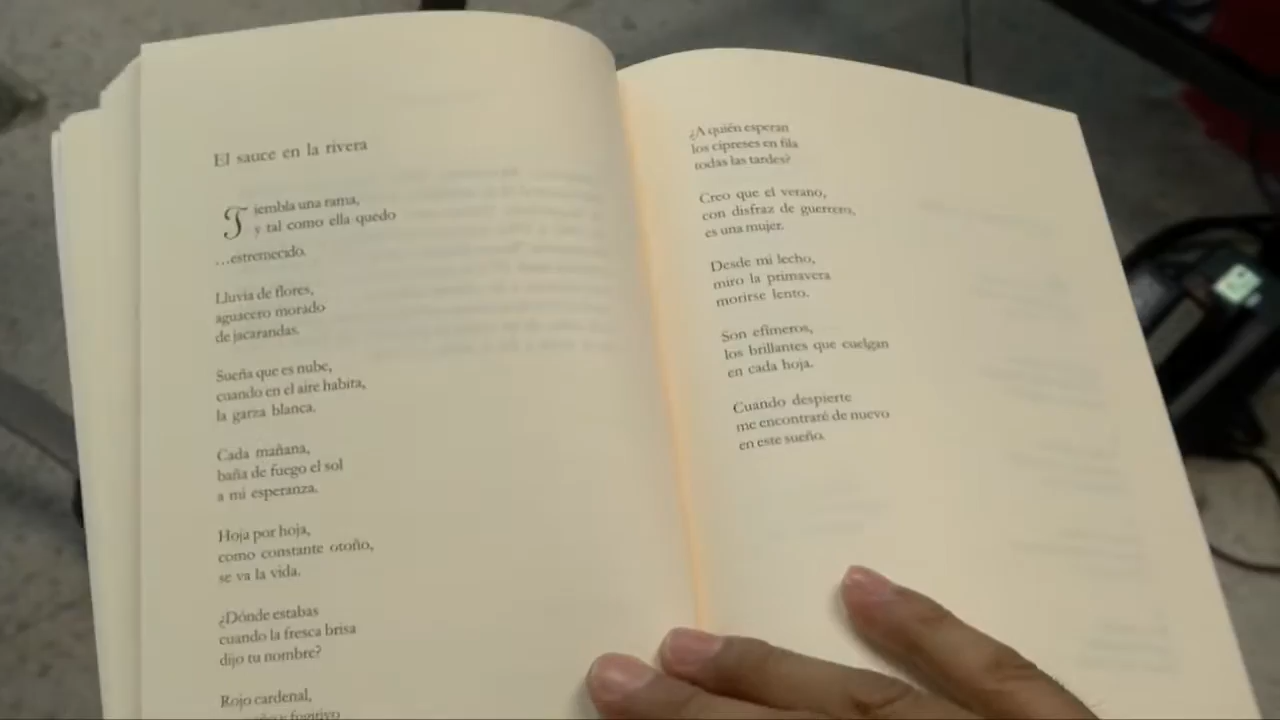 El sauce en la rivera
Tiembla una rama,
y tal como ella quedo
...estremecido.
Lluvia de flores,
aguacero morado
de jacarandas.
Sueña que es nube,
cuando en el aire habita,
la garza blanca.
Cada mañana,
baña de fuego el sol
a mi esperanza.
Hoja por hoja,
como constante otoño,
se va la vida.
¿Dónde estabas
cuando la fresca brisa
dijo tu nombre?
Rojo cardenal,
y fugitivo
¿A quién esperan
los cipreses en fila
todas las tardes?
Creo que el verano,
con disfraz de guerrero,
es una mujer.
Desde mi lecho,
miro la primavera
morirse lento.
Son efímeros,
los brillantes que cuelgan
en cada hoja.
Cuando despierte
me encontraré de nuevo
en este sueño.